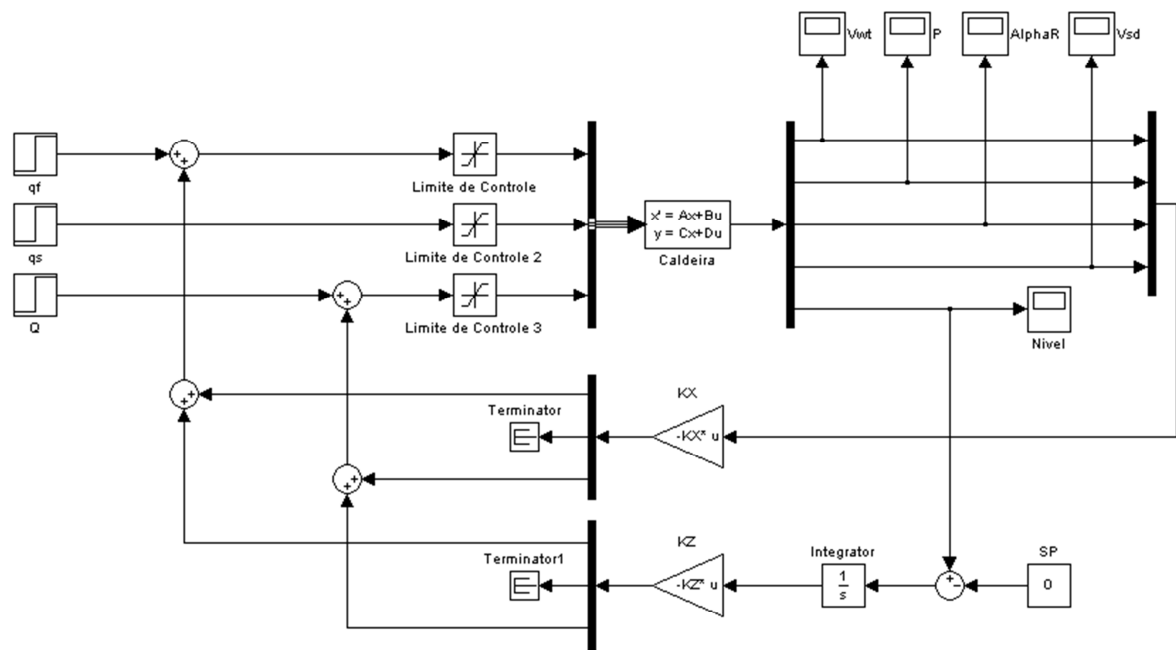 Vwt
P
AlphaR
Vsd
+
+
qf
Limite de Controle
qs
Limite de Controle 2
x' = Ax+Bu
y = Cx+Du
Caldeira
+
+
Q
Limite de Controle 3
Nivel
+
+
Terminator
KX
-KX* u
+
+
Terminator1
KZ
-KZ* u
Integrator
1
s
+
-
SP
0